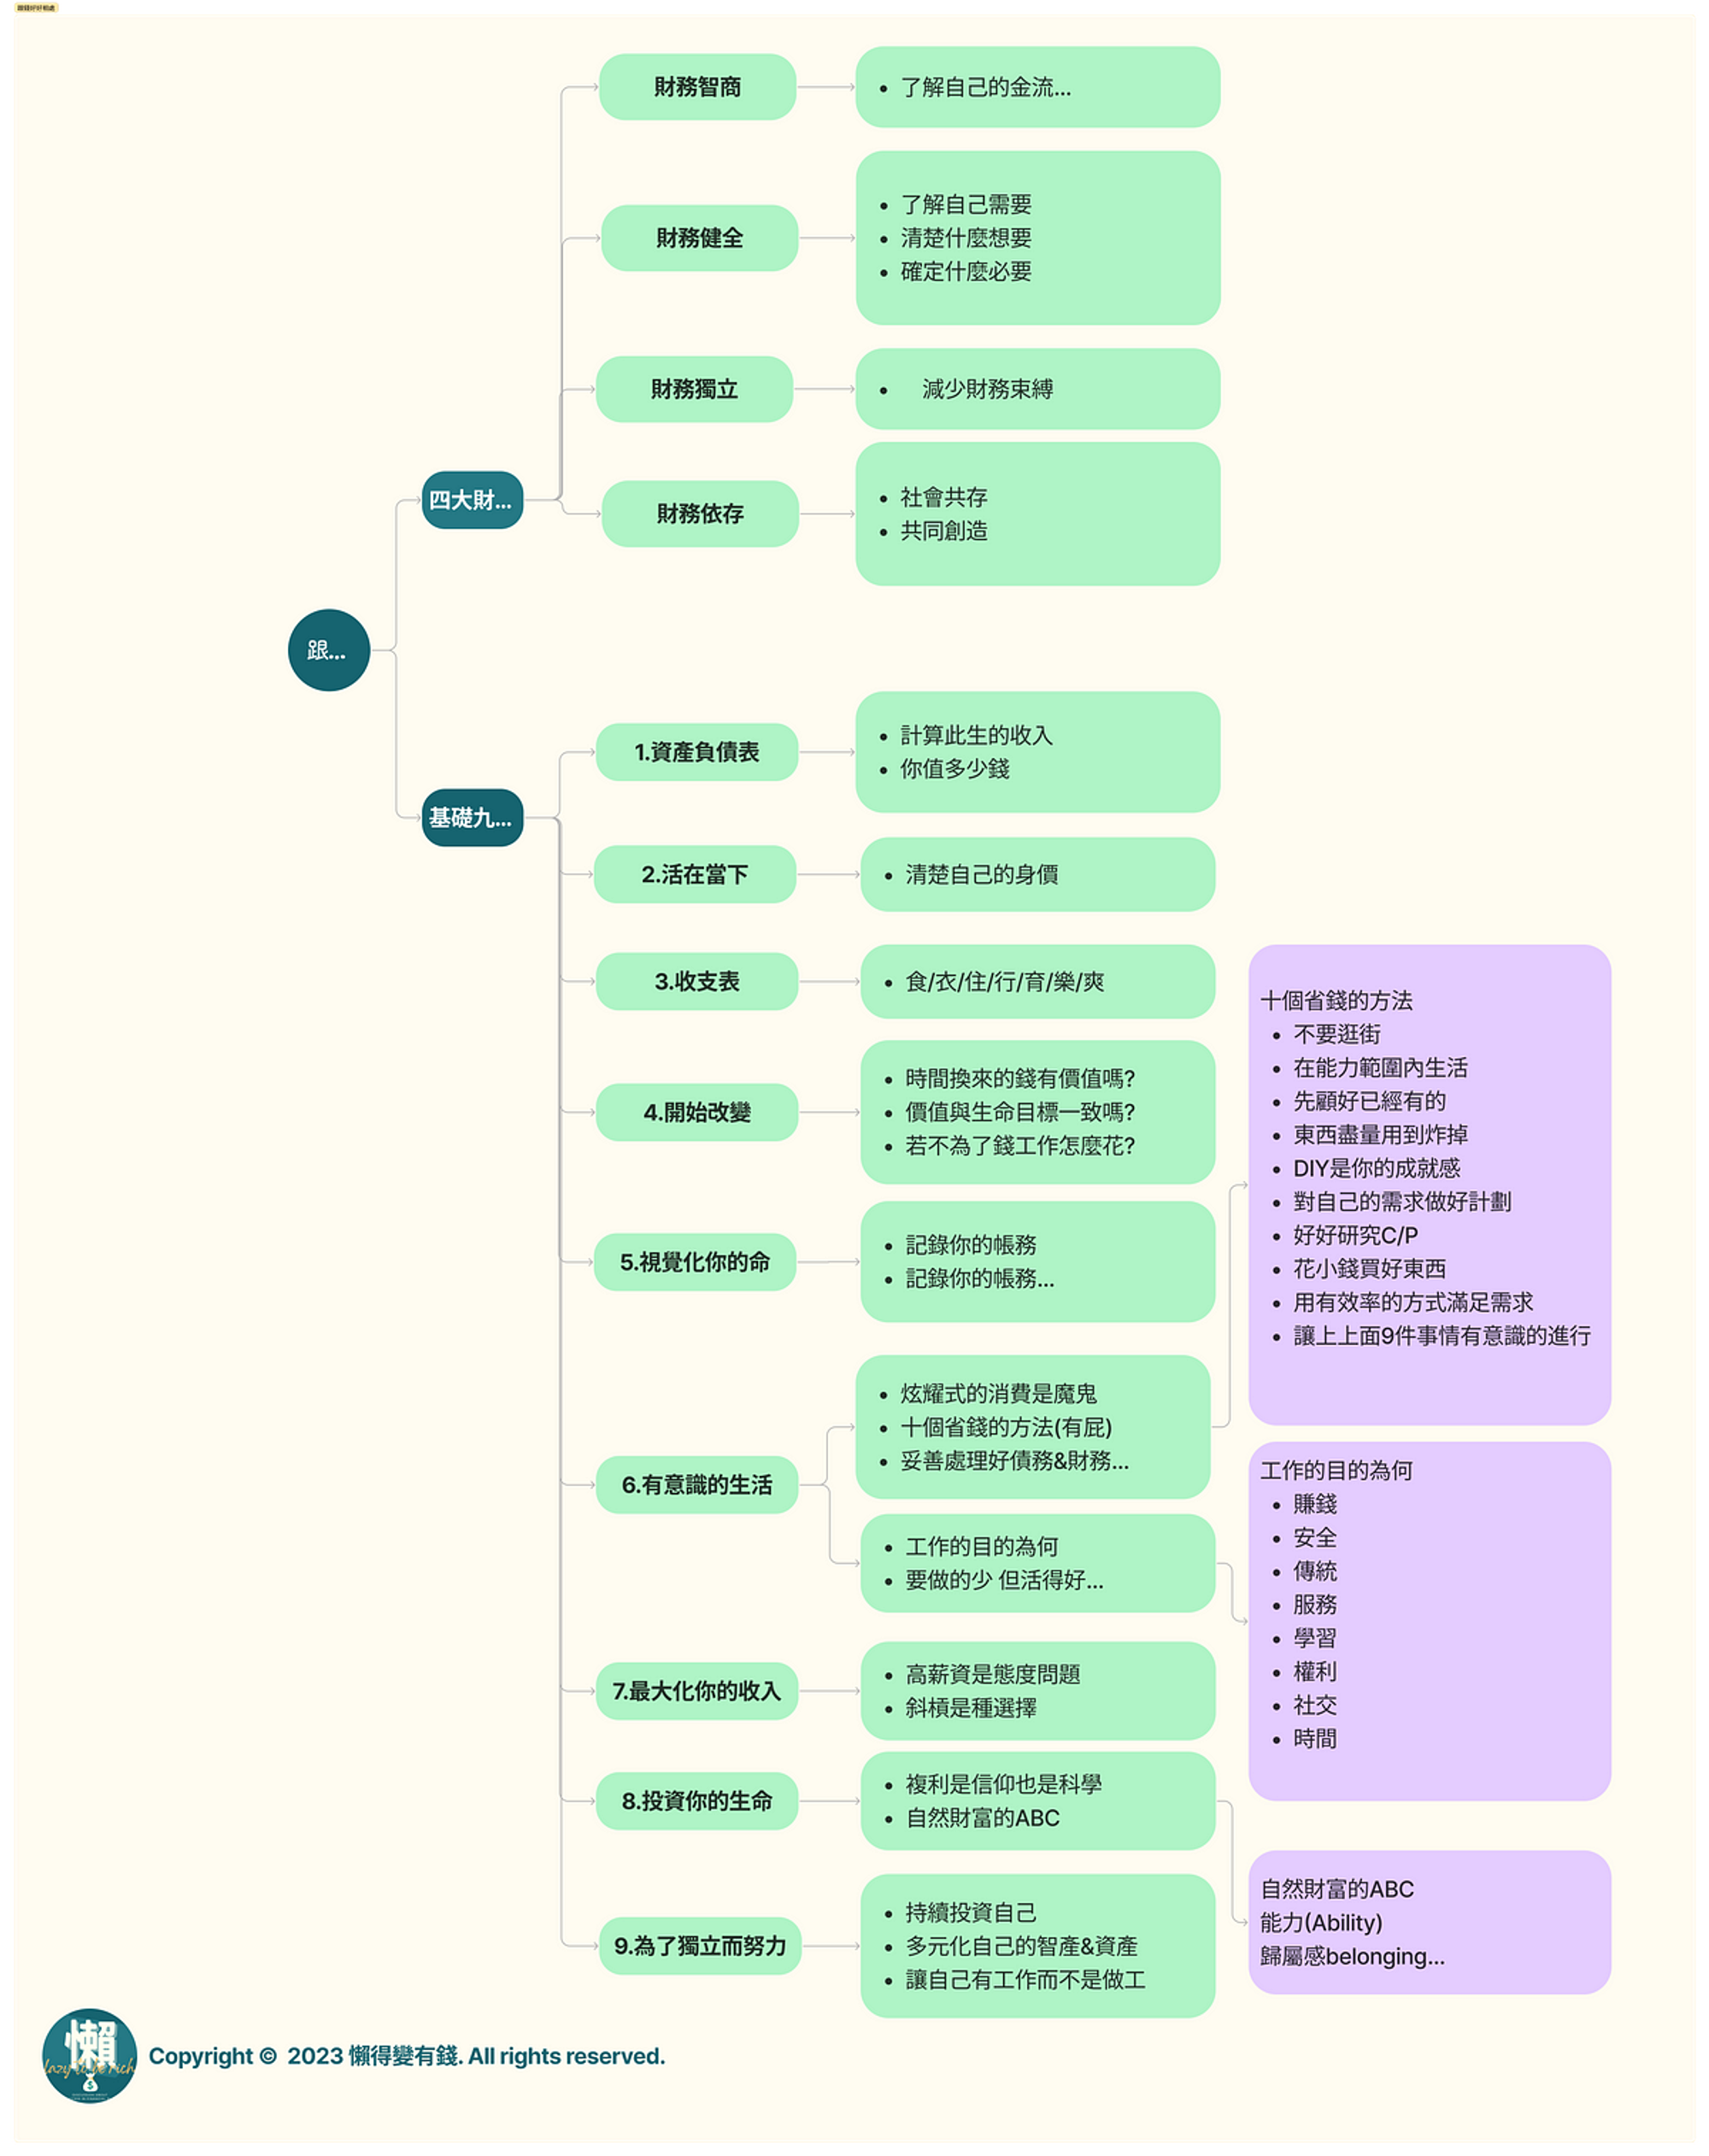 跟錢好好相處
財務智商
了解自己的金流...
財務健全
了解自己需要
清楚什麼想要
確定什麼必要
財務獨立
減少財務束縛
四大財...
財務依存
社會共存
共同創造
跟...
1.資產負債表
計算此生的收入
你值多少錢
基礎九...
2.活在當下
清楚自己的身價
3.收支表
食/衣/住/行/育/樂/爽
4.開始改變
時間換來的錢有價值嗎?
價值與生命目標一致嗎?
若不為了錢工作怎麼花?
5.視覺化你的命
記錄你的帳務
記錄你的帳務...
6.有意識的生活
炫耀式的消費是魔鬼
十個省錢的方法(有屁)
妥善處理好債務&財務...
工作的目的為何
要做的少 但活得好...
十個省錢的方法
不要逛街
在能力範圍內生活
先顧好已經有的
東西盡量用到炸掉
DIY是你的成就感
對自己的需求做好計劃
好好研究C/P
花小錢買好東西
用有效率的方式滿足需求
讓上上面9件事情有意識的進行
工作的目的為何
賺錢
安全
傳統
服務
學習
權利
社交
時間
7.最大化你的收入
高薪資是態度問題
斜槓是種選擇
8.投資你的生命
複利是信仰也是科學
自然財富的ABC
自然財富的ABC
能力(Ability)
歸屬感belonging...
9.為了獨立而努力
持續投資自己
多元化自己的智產&資產
讓自己有工作而不是做工
懶
lazy to be rich
Copyright © 2023 懶得變有錢. All rights reserved.